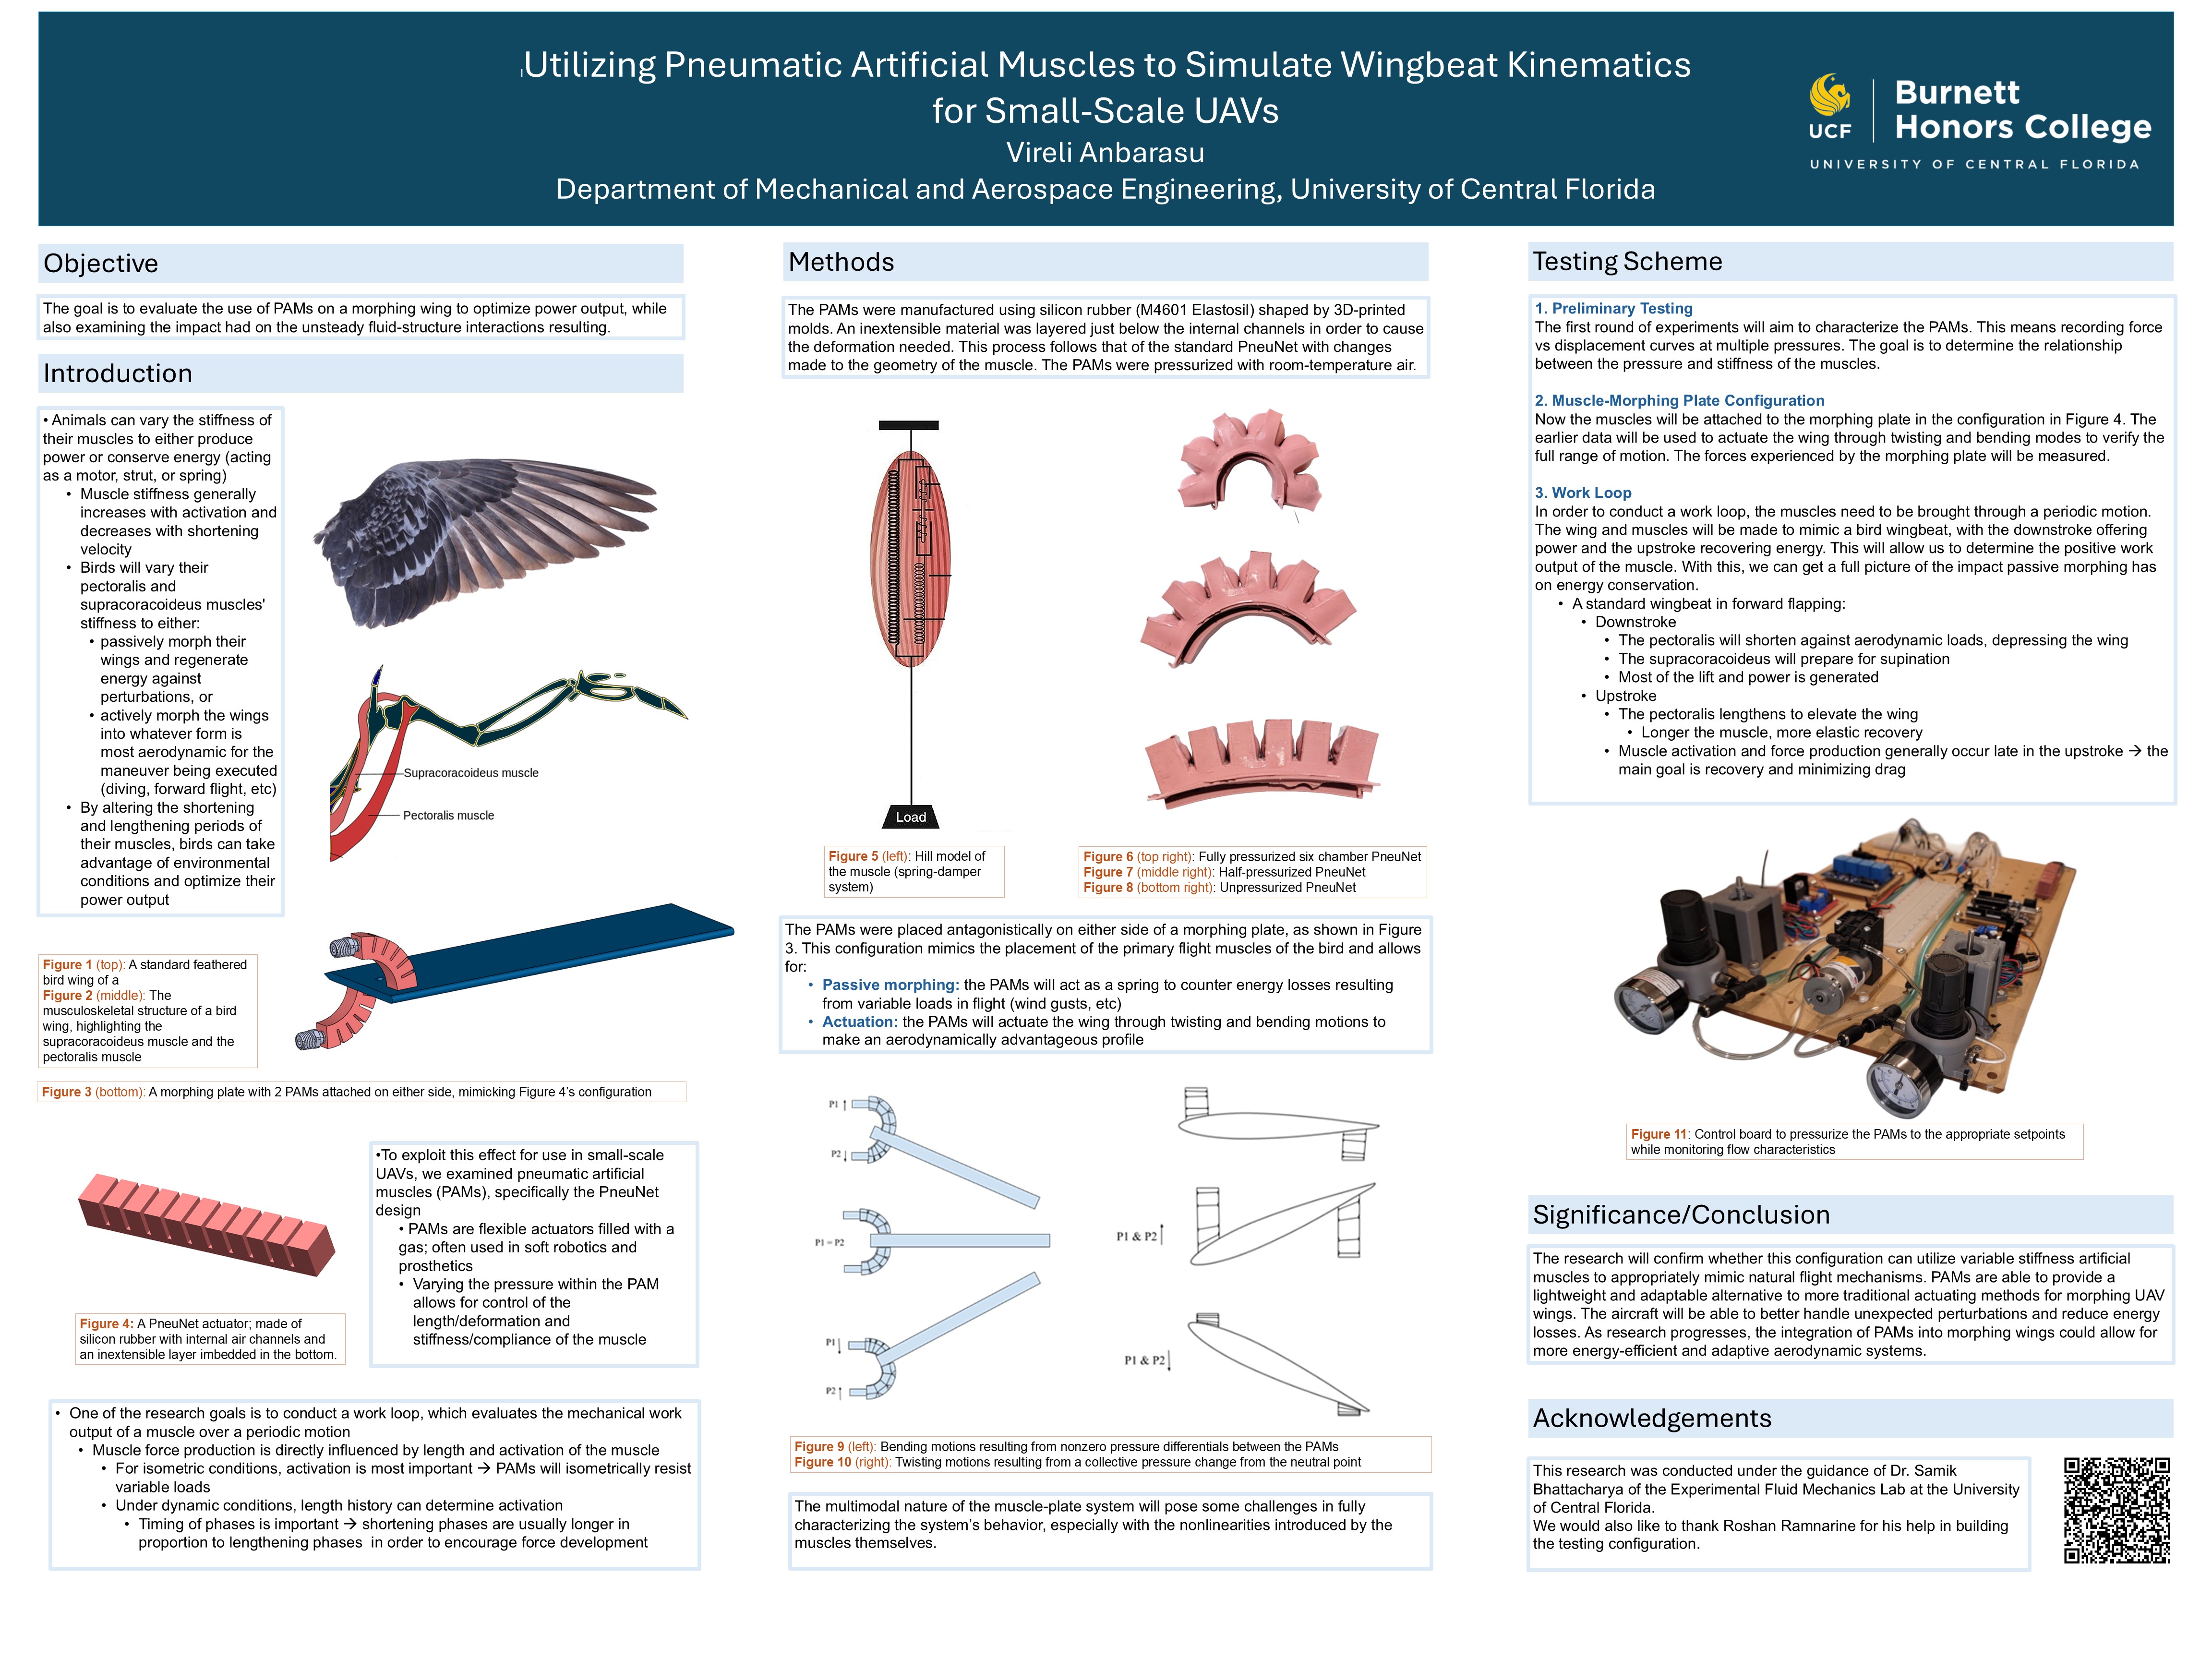 Utilizing Pneumatic Artificial Muscles to Simulate Wingbeat Kinematics
for Small-Scale UAVs
Vireli Anbarasu
Department of Mechanical and Aerospace Engineering, University of Central Florida
UCF
Burnett
Honors College
UNIVERSITY OF CENTRAL FLORIDA
Objective
The goal is to evaluate the use of PAMs on a morphing wing to optimize power output, while
also examining the impact had on the unsteady fluid-structure interactions resulting.
Introduction
• Animals can vary the stiffness of
their muscles to either produce
power or conserve energy (acting
as a motor, strut, or spring)
• Muscle stiffness generally
increases with activation and
decreases with shortening
velocity
• Birds will vary their
pectoralis and
supracoracoideus muscles'
stiffness to either:
• passively morph their
wings and regenerate
energy against
perturbations, or
• actively morph the wings
into whatever form is
most aerodynamic for the
maneuver being executed
(diving, forward flight, etc)
• By altering the shortening
and lengthening periods of
their muscles, birds can take
advantage of environmental
conditions and optimize their
power output
Supracoracoideus muscle
Pectoralis muscle
Figure 1 (top): A standard feathered
bird wing of a
Figure 2 (middle): The
musculoskeletal structure of a bird
wing, highlighting the
supracoracoideus muscle and the
pectoralis muscle
Figure 3 (bottom): A morphing plate with 2 PAMs attached on either side, mimicking Figure 4's configuration
•To exploit this effect for use in small-scale
UAVs, we examined pneumatic artificial
muscles (PAMs), specifically the PneuNet
design
• PAMs are flexible actuators filled with a
gas; often used in soft robotics and
prosthetics
• Varying the pressure within the PAM
allows for control of the
length/deformation and
stiffness/compliance of the muscle
Figure 4: A PneuNet actuator; made of
silicon rubber with internal air channels and
an inextensible layer imbedded in the bottom.
• One of the research goals is to conduct a work loop, which evaluates the mechanical work
output of a muscle over a periodic motion
• Muscle force production is directly influenced by length and activation of the muscle
• For isometric conditions, activation is most important → PAMs will isometrically resist
variable loads
• Under dynamic conditions, length history can determine activation
• Timing of phases is important → shortening phases are usually longer in
proportion to lengthening phases in order to encourage force development
Methods
The PAMs were manufactured using silicon rubber (M4601 Elastosil) shaped by 3D-printed
molds. An inextensible material was layered just below the internal channels in order to cause
the deformation needed. This process follows that of the standard PneuNet with changes
made to the geometry of the muscle. The PAMs were pressurized with room-temperature air.
Load
Figure 5 (left): Hill model of
the muscle (spring-damper
system)
Figure 6 (top right): Fully pressurized six chamber PneuNet
Figure 7 (middle right): Half-pressurized PneuNet
Figure 8 (bottom right): Unpressurized PneuNet
The PAMs were placed antagonistically on either side of a morphing plate, as shown in Figure
3. This configuration mimics the placement of the primary flight muscles of the bird and allows
for:
• Passive morphing: the PAMs will act as a spring to counter energy losses resulting
from variable loads in flight (wind gusts, etc)
• Actuation: the PAMs will actuate the wing through twisting and bending motions to
make an aerodynamically advantageous profile
P1 ↑
P2 ↓
P1 = P2
P1 ↓
P2 ↑
P1 & P2 ↑
P1 & P2 ↓
Figure 9 (left): Bending motions resulting from nonzero pressure differentials between the PAMs
Figure 10 (right): Twisting motions resulting from a collective pressure change from the neutral point
The multimodal nature of the muscle-plate system will pose some challenges in fully
characterizing the system's behavior, especially with the nonlinearities introduced by the
muscles themselves.
Testing Scheme
1. Preliminary Testing
The first round of experiments will aim to characterize the PAMs. This means recording force
vs displacement curves at multiple pressures. The goal is to determine the relationship
between the pressure and stiffness of the muscles.
2. Muscle-Morphing Plate Configuration
Now the muscles will be attached to the morphing plate in the configuration in Figure 4. The
earlier data will be used to actuate the wing through twisting and bending modes to verify the
full range of motion. The forces experienced by the morphing plate will be measured.
3. Work Loop
In order to conduct a work loop, the muscles need to be brought through a periodic motion.
The wing and muscles will be made to mimic a bird wingbeat, with the downstroke offering
power and the upstroke recovering energy. This will allow us to determine the positive work
output of the muscle. With this, we can get a full picture of the impact passive morphing has
on energy conservation.
• A standard wingbeat in forward flapping:
• Downstroke
• The pectoralis will shorten against aerodynamic loads, depressing the wing
• The supracoracoideus will prepare for supination
• Most of the lift and power is generated
• Upstroke
• The pectoralis lengthens to elevate the wing
• Longer the muscle, more elastic recovery
• Muscle activation and force production generally occur late in the upstroke → the
main goal is recovery and minimizing drag
Figure 11: Control board to pressurize the PAMs to the appropriate setpoints
while monitoring flow characteristics
Significance/Conclusion
The research will confirm whether this configuration can utilize variable stiffness artificial
muscles to appropriately mimic natural flight mechanisms. PAMs are able to provide a
lightweight and adaptable alternative to more traditional actuating methods for morphing UAV
wings. The aircraft will be able to better handle unexpected perturbations and reduce energy
losses. As research progresses, the integration of PAMs into morphing wings could allow for
more energy-efficient and adaptive aerodynamic systems.
Acknowledgements
This research was conducted under the guidance of Dr. Samik
Bhattacharya of the Experimental Fluid Mechanics Lab at the University
of Central Florida.
We would also like to thank Roshan Ramnarine for his help in building
the testing configuration.